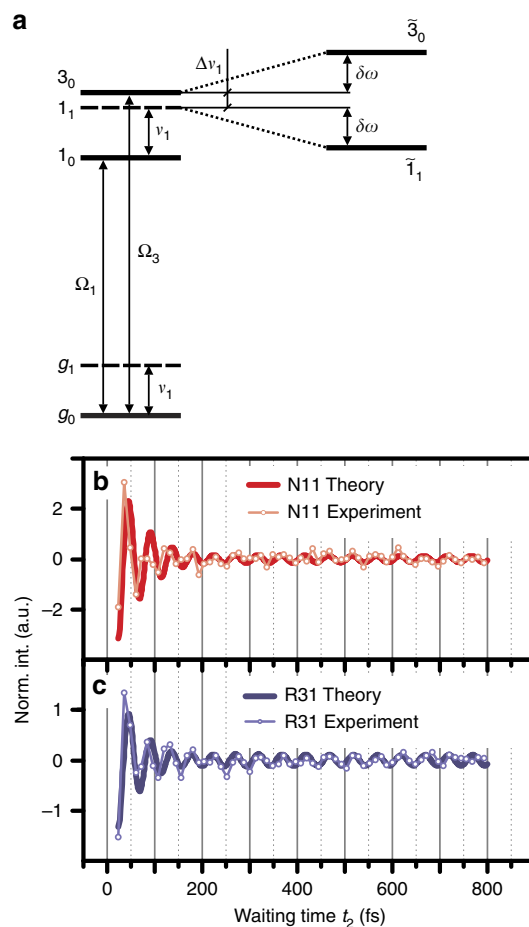 a
3̃₀
3₀
Δν₁
δω
1₁
ν₁
δω
1₀
1̃₁
Ω₃
Ω₁
g₁
ν₁
g₀
b
N11 Theory
N11 Experiment
2
0
−2
c
R31 Theory
R31 Experiment
1
0
−1
Norm. int. (a.u.)
0 200 400 600 800
Waiting time t₂ (fs)